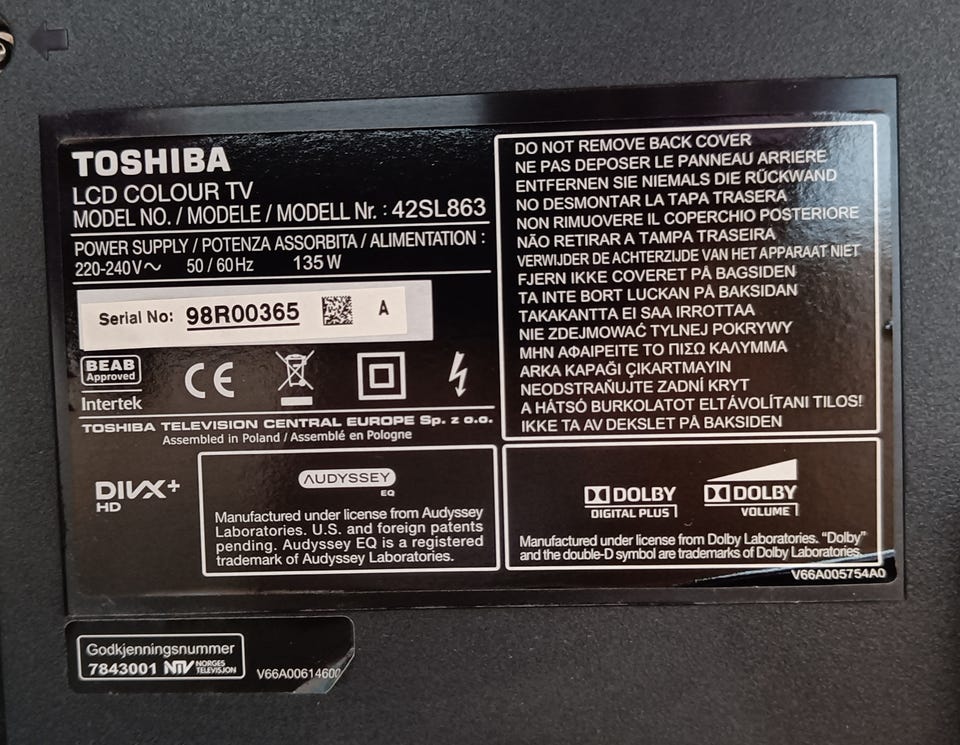 TOSHIBA
LCD COLOUR TV
MODEL NO. / MODELE / MODELL Nr. : 42SL863
POWER SUPPLY / POTENZA ASSORBITA / ALIMENTATION :
220-240V~ 50 / 60 Hz 135 W
Serial No: 98R00365 A
BEAB
Approved
Intertek
CE
TOSHIBA TELEVISION CENTRAL EUROPE Sp. z o.o.
Assembled in Poland / Assemblé en Pologne
DIVX+
HD
AUDYSSEY
EQ
Manufactured under license from Audyssey
Laboratories. U.S. and foreign patents
pending. Audyssey EQ is a registered
trademark of Audyssey Laboratories.
DO NOT REMOVE BACK COVER
NE PAS DEPOSER LE PANNEAU ARRIERE
ENTFERNEN SIE NIEMALS DIE RÜCKWAND
NO DESMONTAR LA TAPA TRASERA
NON RIMUOVERE IL COPERCHIO POSTERIORE
NÃO RETIRAR A TAMPA TRASEIRA
VERWIJDER DE ACHTERZIJDE VAN HET APPARAAT NIET
FJERN IKKE COVERET PÅ BAGSIDEN
TA INTE BORT LUCKAN PÅ BAKSIDAN
TAKAKANTTA EI SAA IRROTTAA
NIE ZDEJMOWAĆ TYLNEJ POKRYWY
ΜΗΝ ΑΦΑΙΡΕΙΤΕ ΤΟ ΠΙΣΩ ΚΑΛΥΜΜΑ
ARKA KAPAĞI ÇIKARTMAYIN
NEODSTRAŇUJTE ZADNÍ KRYT
A HÁTSÓ BURKOLATOT ELTÁVOLÍTANI TILOS!
IKKE TA AV DEKSLET PÅ BAKSIDEN
DOLBY DOLBY
DIGITAL PLUS VOLUME
Manufactured under license from Dolby Laboratories. “Dolby”
and the double-D symbol are trademarks of Dolby Laboratories.
V66A005754A0
Godkjenningsnummer
7843001 NTV NORGES
TELEVISJON
V66A00614600